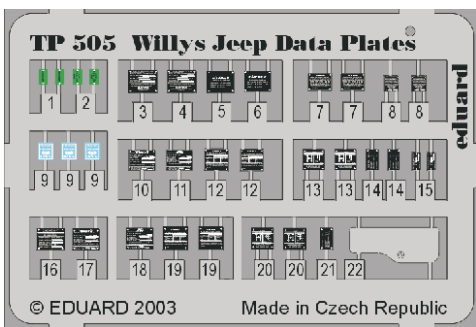 TP 505 Willys Jeep Data Plates
eduard
1 2 3 4 5 6 7 7 8 8
9 9 9 10 11 12 12 13 13 14 14 15
16 17 18 19 19 20 20 21 22
© EDUARD 2003 Made in Czech Republic